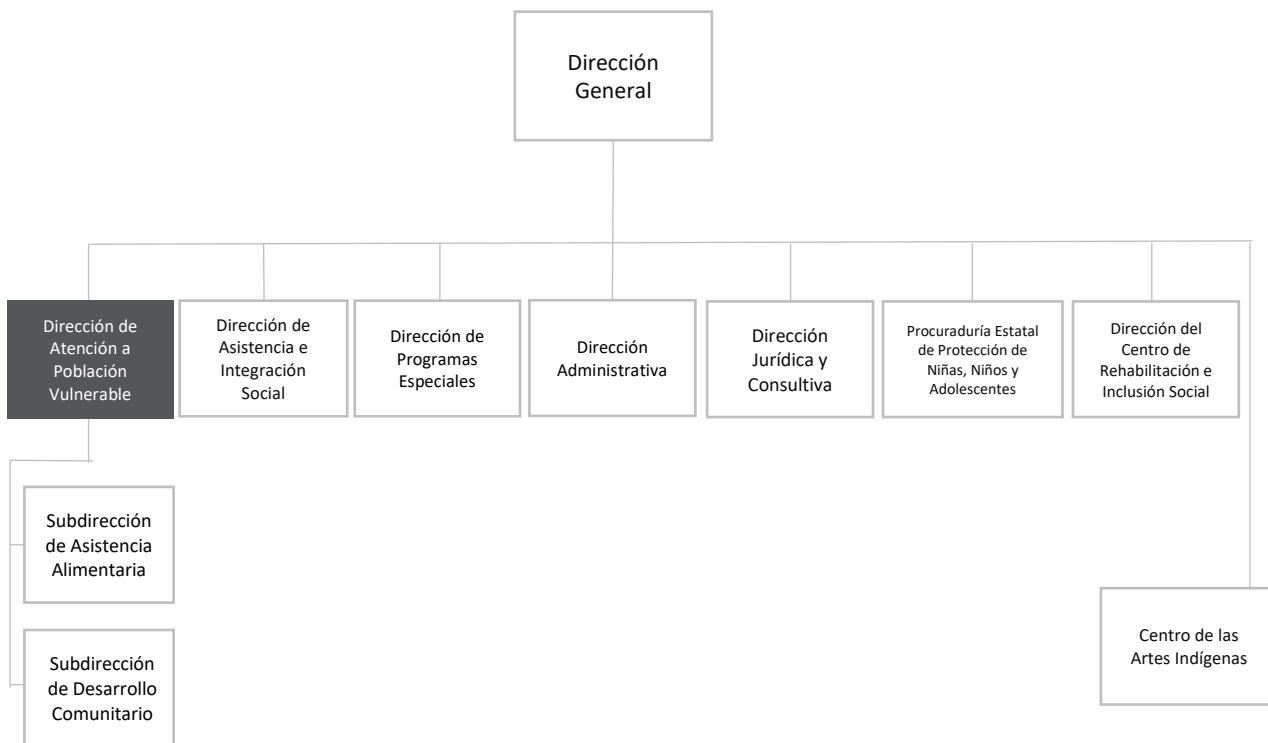 Dirección
General
Dirección de
Atención a
Población
Vulnerable
Dirección de
Asistencia e
Integración
Social
Dirección de
Programas
Especiales
Dirección
Administrativa
Dirección
Jurídica y
Consultiva
Procuraduría Estatal
de Protección de
Niñas, Niños y
Adolescentes
Dirección del
Centro de
Rehabilitación e
Inclusión Social
Subdirección
de Asistencia
Alimentaria
Subdirección
de Desarrollo
Comunitario
Centro de las
Artes Indígenas